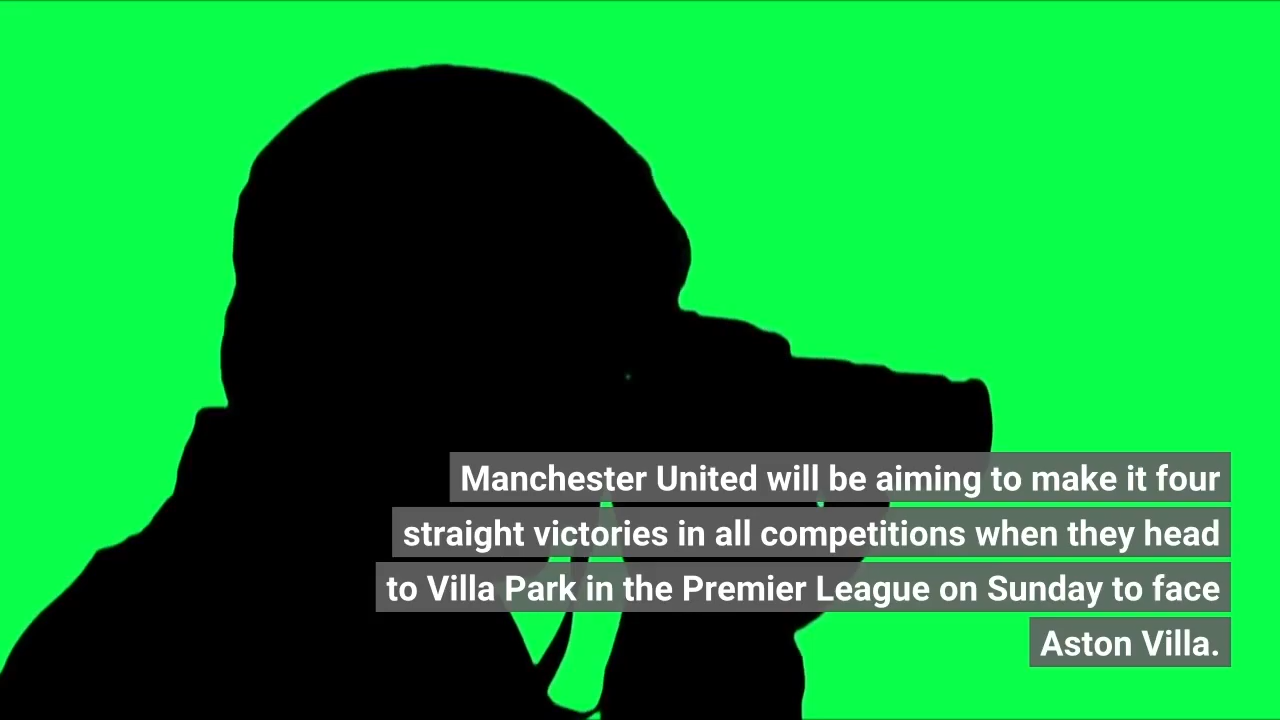 Manchester United will be aiming to make it four
straight victories in all competitions when they head
to Villa Park in the Premier League on Sunday to face
Aston Villa.